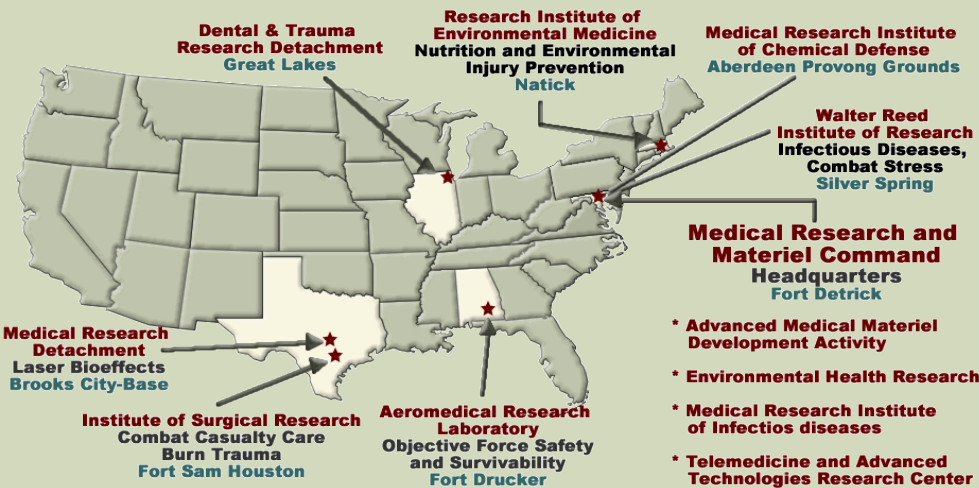 Dental & Trauma
Research Detachment
Great Lakes
Research Institute of
Environmental Medicine
Nutrition and Environmental
Injury Prevention
Natick
Medical Research Institute
of Chemical Defense
Aberdeen Provong Grounds
Walter Reed
Institute of Research
Infectious Diseases,
Combat Stress
Silver Spring
Medical Research and
Materiel Command
Headquarters
Fort Detrick
* Advanced Medical Materiel
Development Activity
* Environmental Health Research
* Medical Research Institute
of Infectios diseases
* Telemedicine and Advanced
Technologies Research Center
Medical Research
Detachment
Laser Bioeffects
Brooks City-Base
Institute of Surgical Research
Combat Casualty Care
Burn Trauma
Fort Sam Houston
Aeromedical Research
Laboratory
Objective Force Safety
and Survivability
Fort Drucker